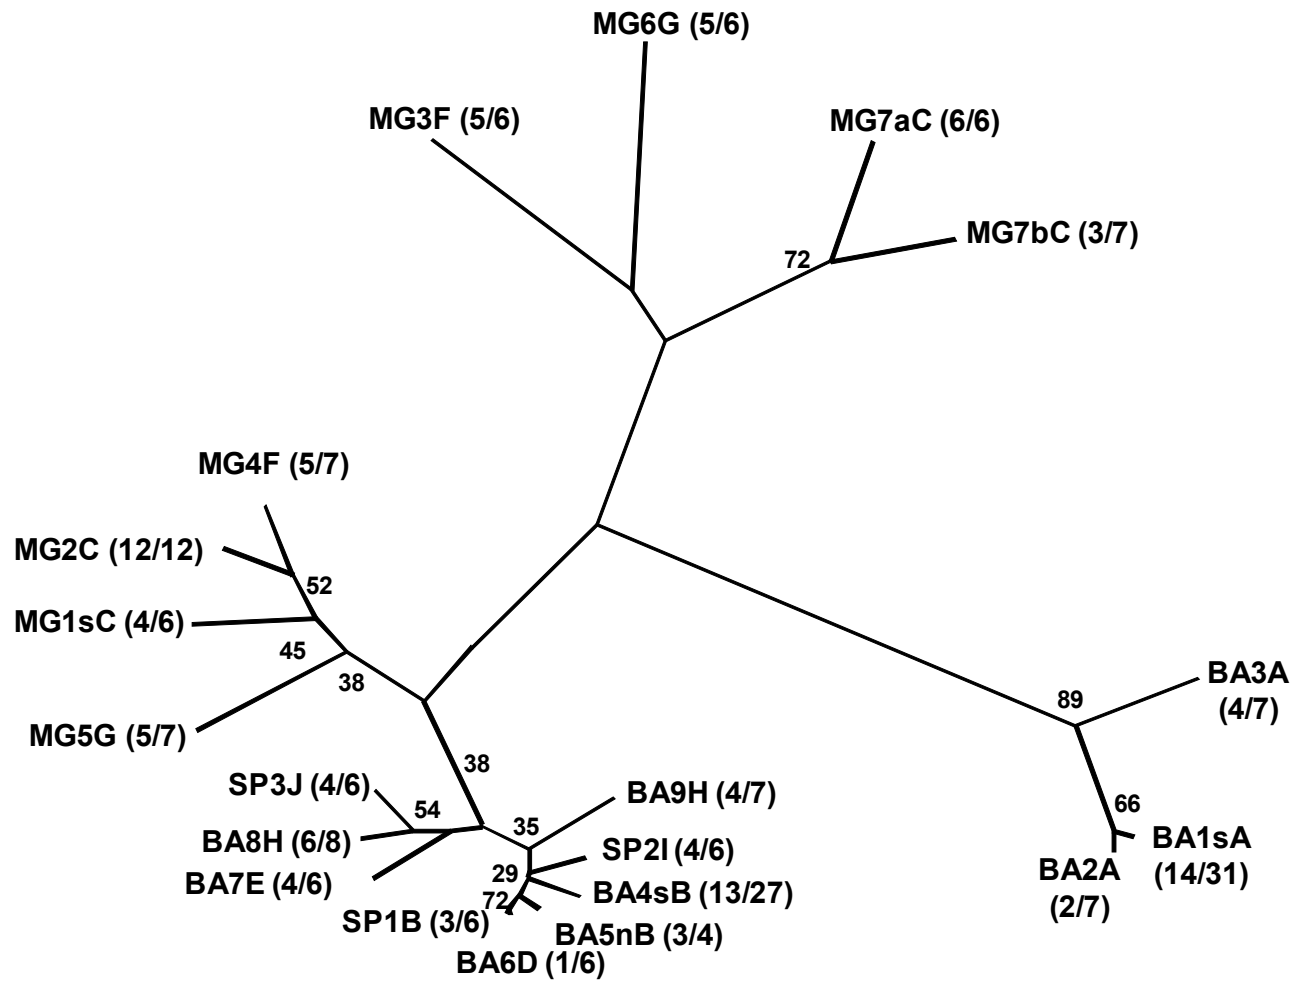 MG6G (5/6)
MG3F (5/6)
MG7aC (6/6)
MG7bC (3/7)
72
MG4F (5/7)
MG2C (12/12)
52
MG1sC (4/6)
45
38
MG5G (5/7)
BA3A
(4/7)
89
38
SP3J (4/6)
54
BA9H (4/7)
66
BA8H (6/8)
35
SP2I (4/6)
BA1sA
(14/31)
BA7E (4/6)
29
BA4sB (13/27)
BA2A
(2/7)
72
SP1B (3/6)
BA5nB (3/4)
BA6D (1/6)